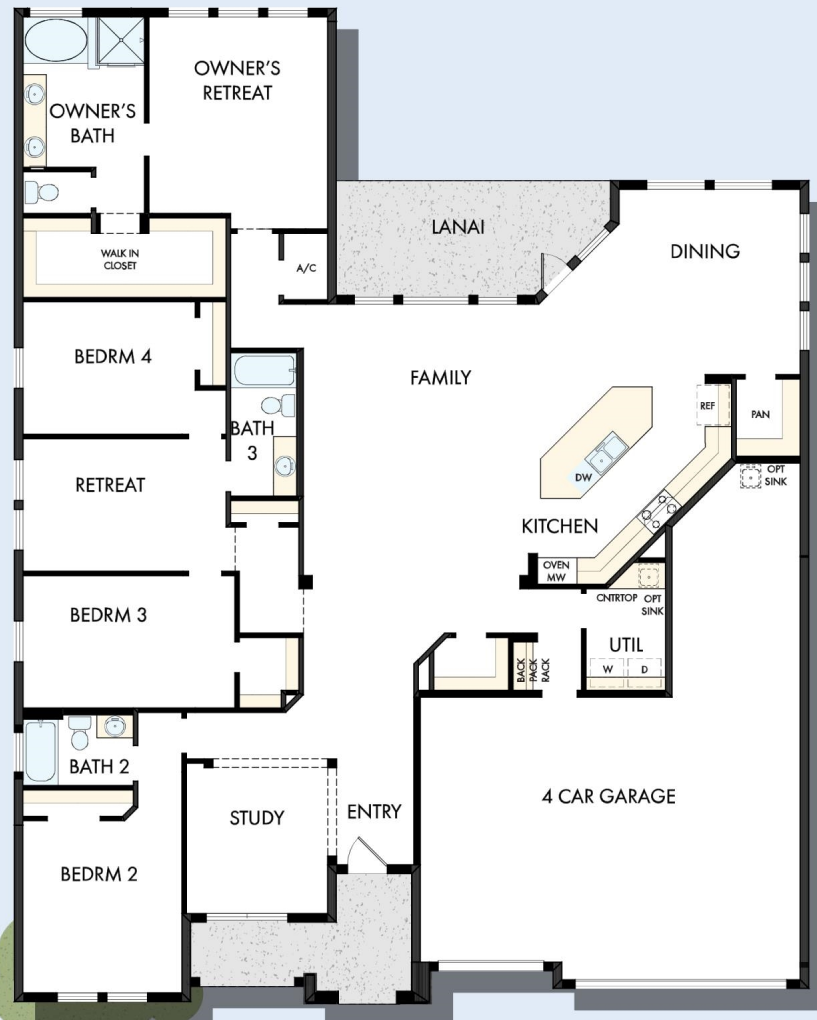 OWNER'S
RETREAT
OWNER'S
BATH
WALK IN
CLOSET
A/C
LANAI
DINING
BEDRM 4
FAMILY
BATH
3
REF
PAN
RETREAT
DW
OPT
SINK
KITCHEN
OVEN
MW
BEDRM 3
CNTRTOP
OPT
SINK
UTIL
W
D
BACK
PACK
RACK
BATH 2
4 CAR GARAGE
STUDY
ENTRY
BEDRM 2